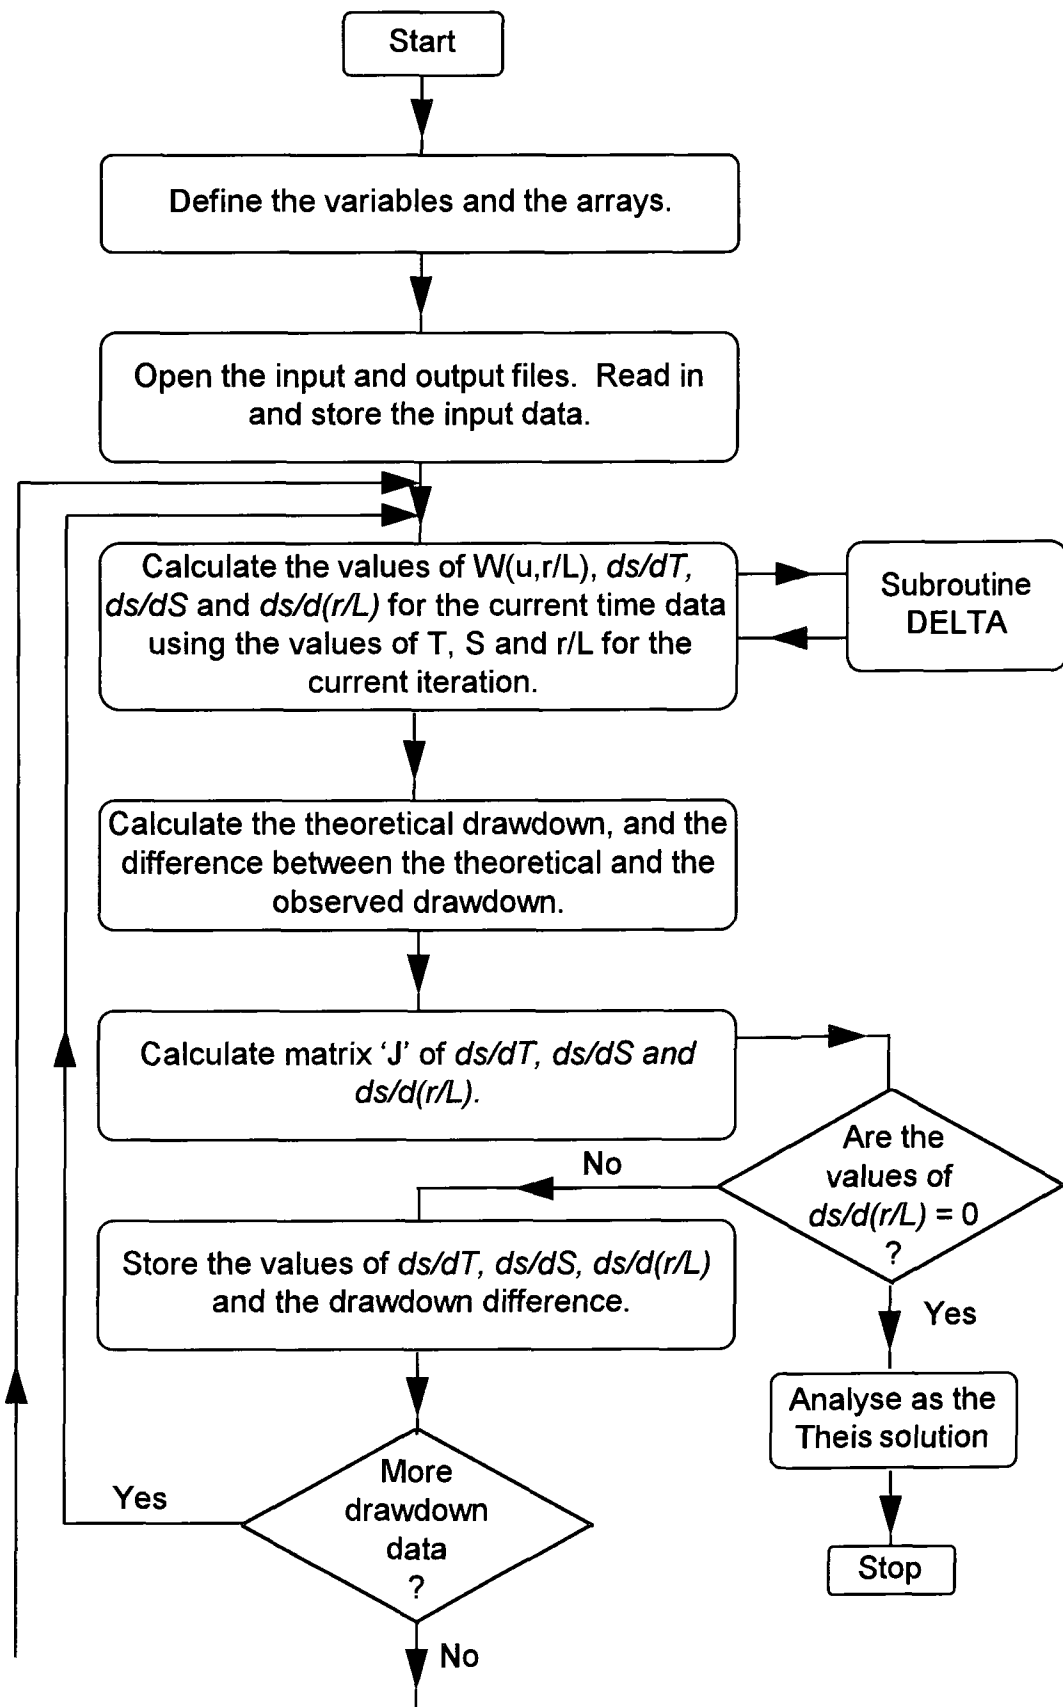 Start
Define the variables and the arrays.
Open the input and output files. Read in
and store the input data.
Calculate the values of W(u,r/L), ds/dT,
ds/dS and ds/d(r/L) for the current time data
using the values of T, S and r/L for the
current iteration.
Subroutine
DELTA
Calculate the theoretical drawdown, and the
difference between the theoretical and the
observed drawdown.
Calculate matrix ‘J’ of ds/dT, ds/dS and
ds/d(r/L).
Are the
values of
ds/d(r/L) = 0
?
No
Store the values of ds/dT, ds/dS, ds/d(r/L)
and the drawdown difference.
Yes
Analyse as the
Theis solution
More
drawdown
data
?
Yes
Stop
No